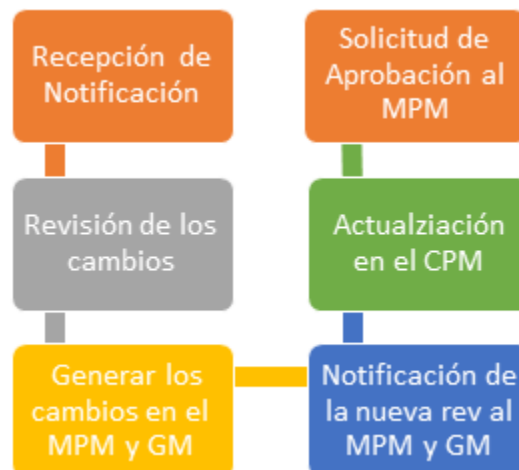 Recepción de
Notificación
Revisión de los
cambios
Generar los
cambios en el
MPM y GM
Notificación de
la nueva rev al
MPM y GM
Actualziación
en el CPM
Solicitud de
Aprobación al
MPM